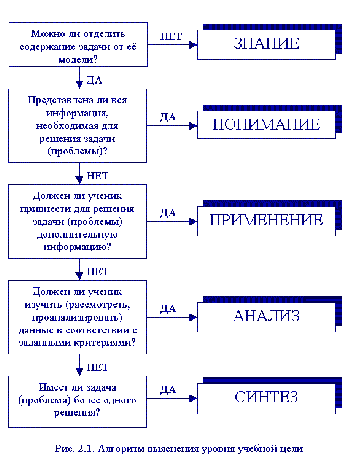 Можно ли отделить
содержание задачи от её
модели?
НЕТ
ЗНАНИЕ
ДА
Представлена ли вся
информация,
необходимая для
решения задачи
(проблемы)?
ДА
ПОНИМАНИЕ
НЕТ
Должен ли ученик
привнести для решения
задачи (проблемы)
дополнительную
информацию?
ДА
ПРИМЕНЕНИЕ
НЕТ
Должен ли ученик
изучить (рассмотреть,
проанализировать)
данные в соответствии с
заданными критериями?
ДА
АНАЛИЗ
НЕТ
Имеет ли задача
(проблема) более одного
решения?
ДА
СИНТЕЗ
Рис. 2.1. Алгоритм выяснения уровня учебной цели